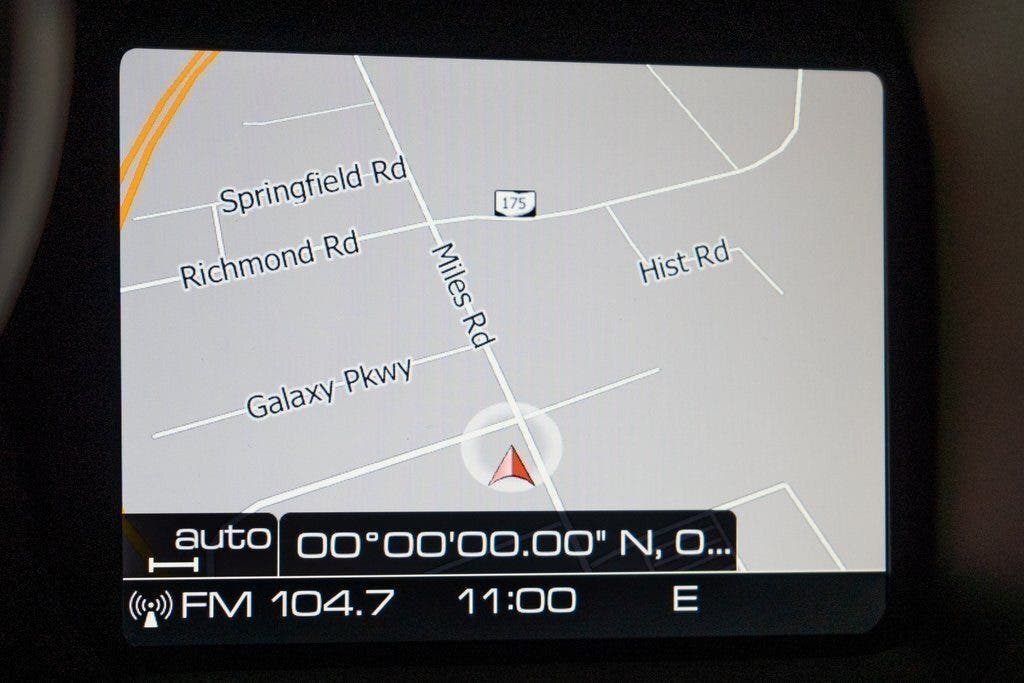 Springfield Rd
175
Richmond Rd
Miles Rd
Hist Rd
Galaxy Pkwy
auto
00°00'00.00" N, 0...
FM 104.7 11:00 E